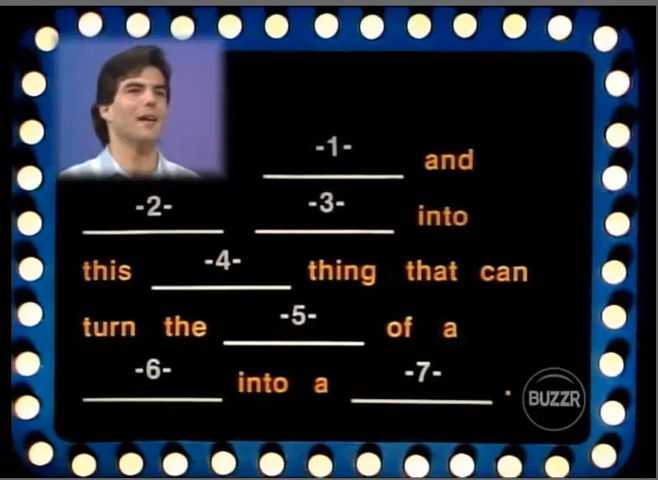 -1- and
-2- -3- into
this -4- thing that can
turn the -5- of a
-6- into a -7- .
BUZZR